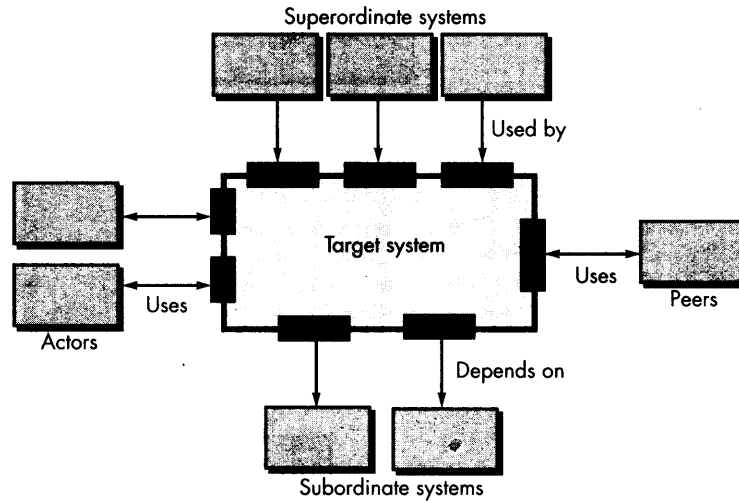 Superordinate systems
Used by
Target system
Uses
Uses
Actors
Peers
Depends on
Subordinate systems